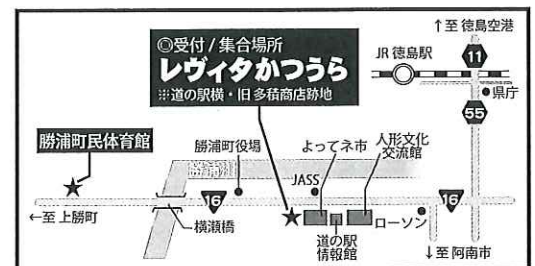 ↑至 徳島空港
◎受付/集合場所
レヴィタかつうら
※道の駅横・旧 多積商店跡地
JR 徳島駅
11
県庁
55
勝浦町民体育館
勝浦町役場
よってネ市
人形文化
交流館
勝浦川
JASS
16
16
←至 上勝町
横瀬橋
道の駅
情報館
ローソン
↓至 阿南市